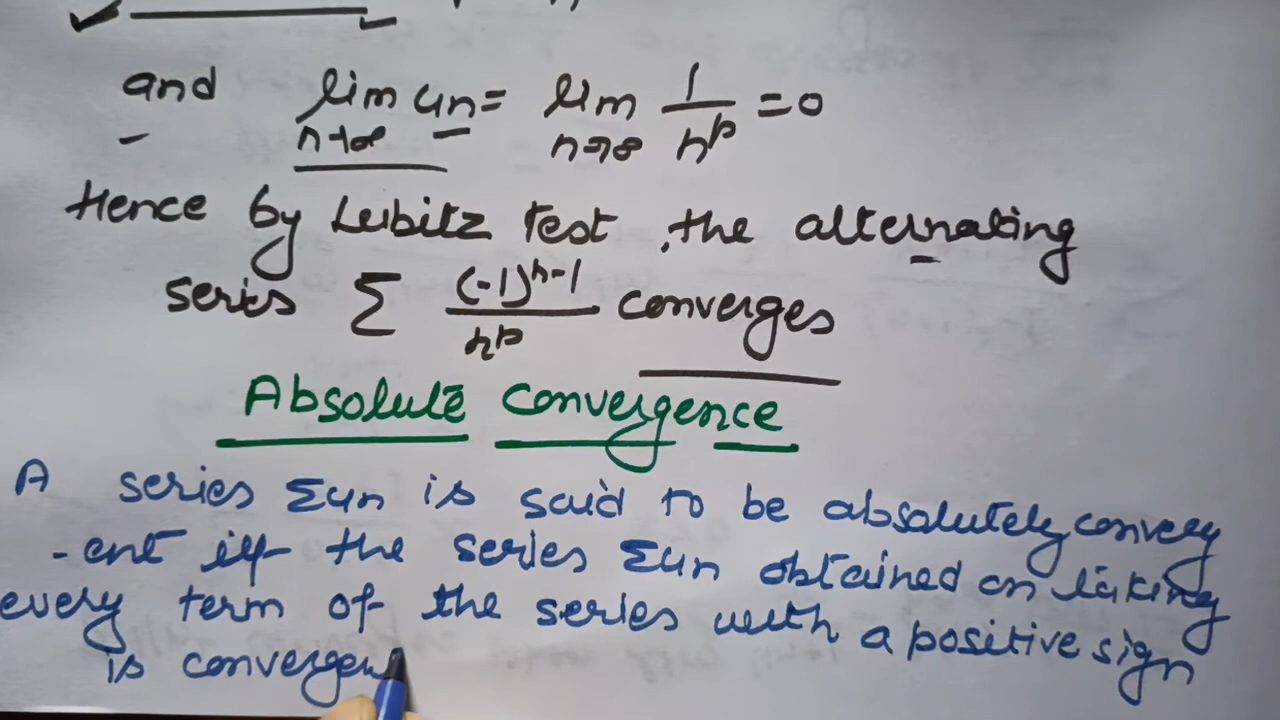 and lim n→∞ un = lim n→∞ 1/n^p = 0
Hence by Leibitz test, the alternating
series Σ (-1)^n-1 / n^p converges
Absolute convergence
A series Σun is said to be absolutely converg
-ent if the series Σun obtained on taking
every term of the series with a positive sign
is convergen